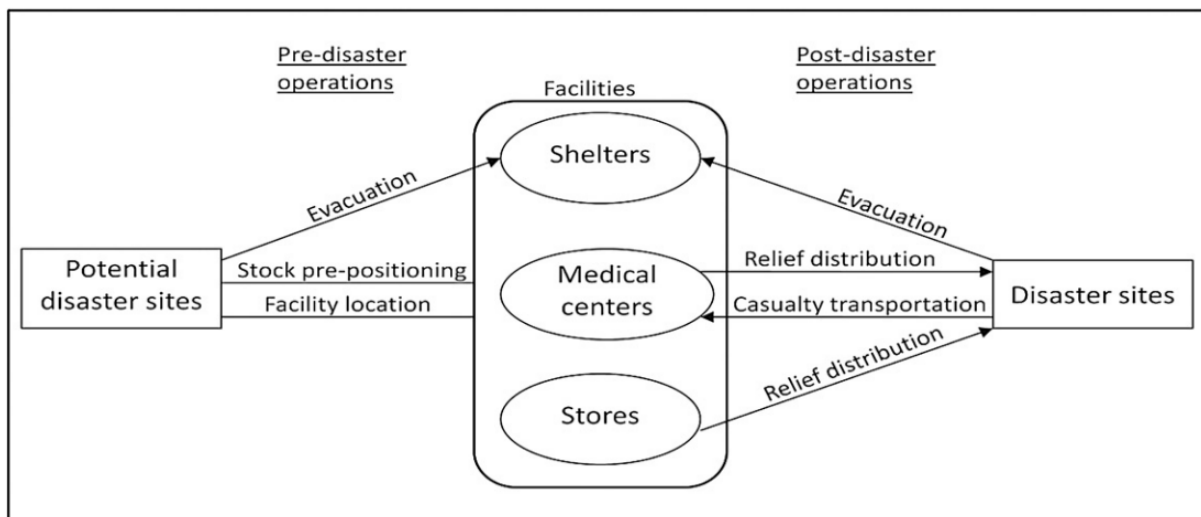 Pre-disaster
operations
Post-disaster
operations
Facilities
Shelters
Evacuation
Evacuation
Potential
disaster sites
Stock pre-positioning
Facility location
Medical
centers
Relief distribution
Casualty transportation
Disaster sites
Relief distribution
Stores